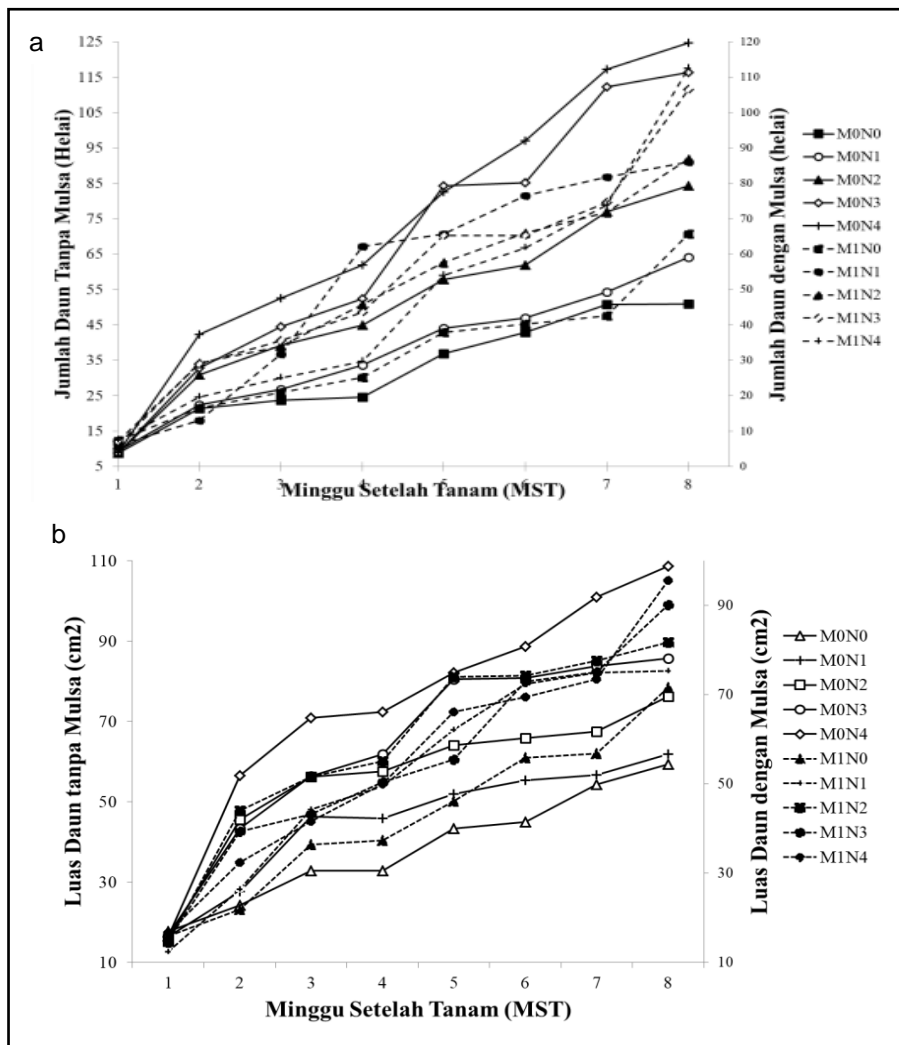 a
Jumlah Daun Tanpa Mulsa (Helai)
125
115
105
95
85
75
65
55
45
35
25
15
5
120
110
100
90
80
70
60
50
40
30
20
10
0
Jumlah Daun dengan Mulsa (helai)
1 2 3 4 5 6 7 8
Minggu Setelah Tanam (MST)
M0N0
M0N1
M0N2
M0N3
M0N4
M1N0
M1N1
M1N2
M1N3
M1N4
b
Luas Daun tanpa Mulsa (cm2)
110
90
70
50
30
10
90
70
50
30
10
Luas Daun dengan Mulsa (cm2)
1 2 3 4 5 6 7 8
Minggu Setelah Tanam (MST)
M0N0
M0N1
M0N2
M0N3
M0N4
M1N0
M1N1
M1N2
M1N3
M1N4